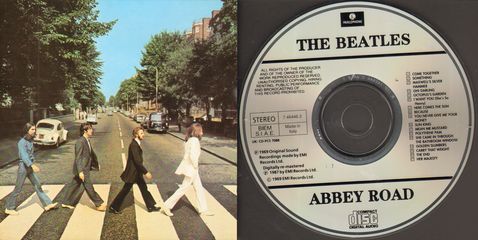 PARLOPHONE
THE BEATLES
ALL RIGHTS OF THE PRODUCER
AND OF THE OWNER OF THE
WORK REPRODUCED RESERVED.
UNAUTHORISED COPYING, HIRING,
RENTING, PUBLIC PERFORMANCE
AND BROADCASTING OF
THIS RECORD PROHIBITED
STEREO
BIEM
S.I.A.E.
Made in
Italy
℗ 1969 Original Sound
Recordings made by EMI
Records Ltd.
Digitally re-mastered
℗ 1987 by EMI Records Ltd.
© 1969 EMI Records Ltd.
COME TOGETHER
SOMETHING
MAXWELL'S SILVER
HAMMER
OH! DARLING
OCTOPUS'S GARDEN
I WANT YOU (She's So
Heavy)
HERE COMES THE SUN
BECAUSE
YOU NEVER GIVE ME YOUR
MONEY
SUN KING
MEAN MR MUSTARD
POLYTHENE PAM
SHE CAME IN THROUGH
THE BATHROOM WINDOW
GOLDEN SLUMBERS
CARRY THAT WEIGHT
THE END
HER MAJESTY
ABBEY ROAD
COMPACT
disc
DIGITAL AUDIO